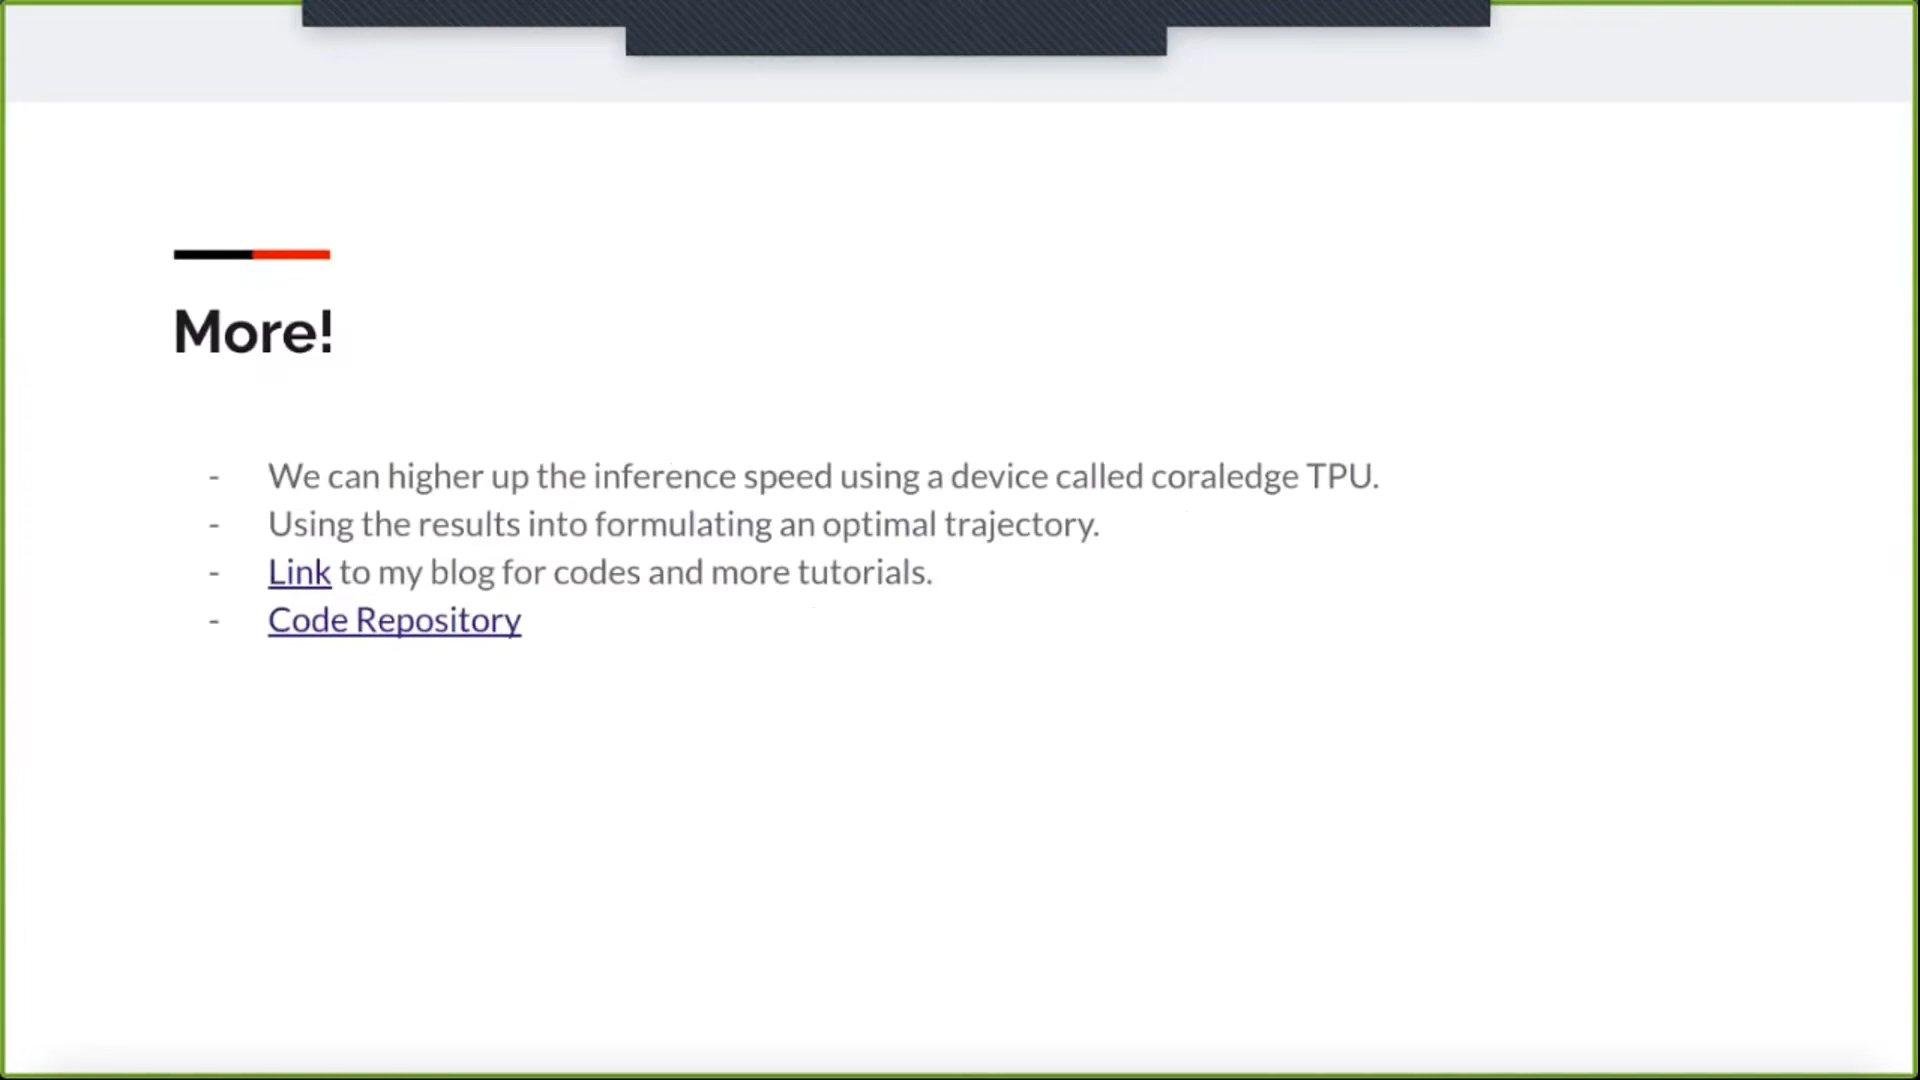 More!
- We can higher up the inference speed using a device called coraledge TPU.
- Using the results into formulating an optimal trajectory.
- Link to my blog for codes and more tutorials.
- Code Repository